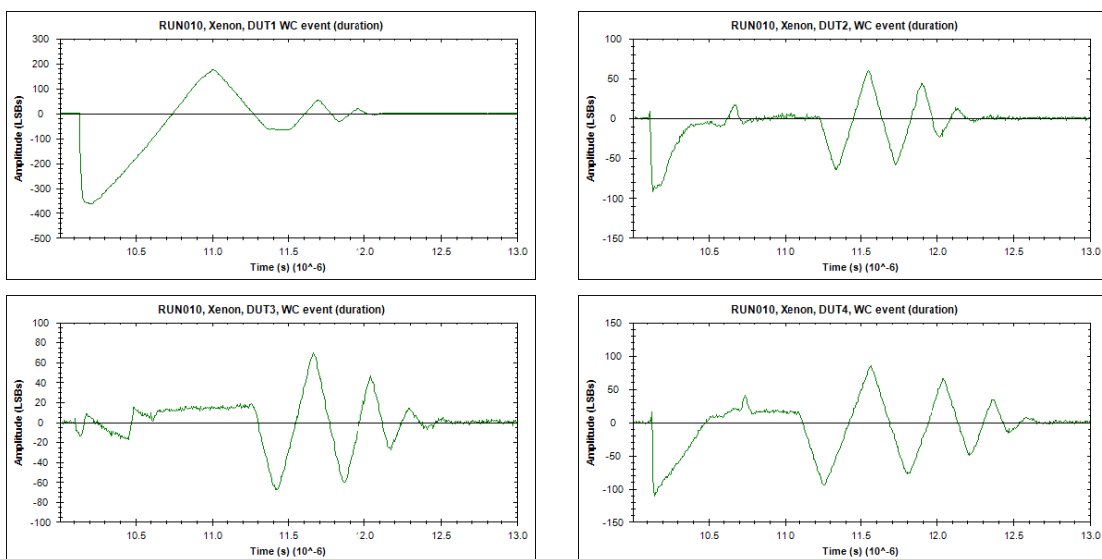 RUN010, Xenon, DUT1 WC event (duration)
300
200
100
0
-100
-200
-300
-400
-500
Amplitude (LSBs)
10.5 11.0 11.5 12.0 12.5 13.0
Time (s) (10^-6)
RUN010, Xenon, DUT2, WC event (duration)
100
50
0
-50
-100
-150
Amplitude (LSBs)
10.5 11.0 11.5 12.0 12.5 13.0
Time (s) (10^-6)
RUN010, Xenon, DUT3, WC event (duration)
100
80
60
40
20
0
-20
-40
-60
-80
-100
Amplitude (LSBs)
10.5 11.0 11.5 12.0 12.5 13.0
Time (s) (10^-6)
RUN010, Xenon, DUT4, WC event (duration)
150
100
50
0
-50
-100
-150
Amplitude (LSBs)
10.5 11.0 11.5 12.0 12.5 13.0
Time (s) (10^-6)